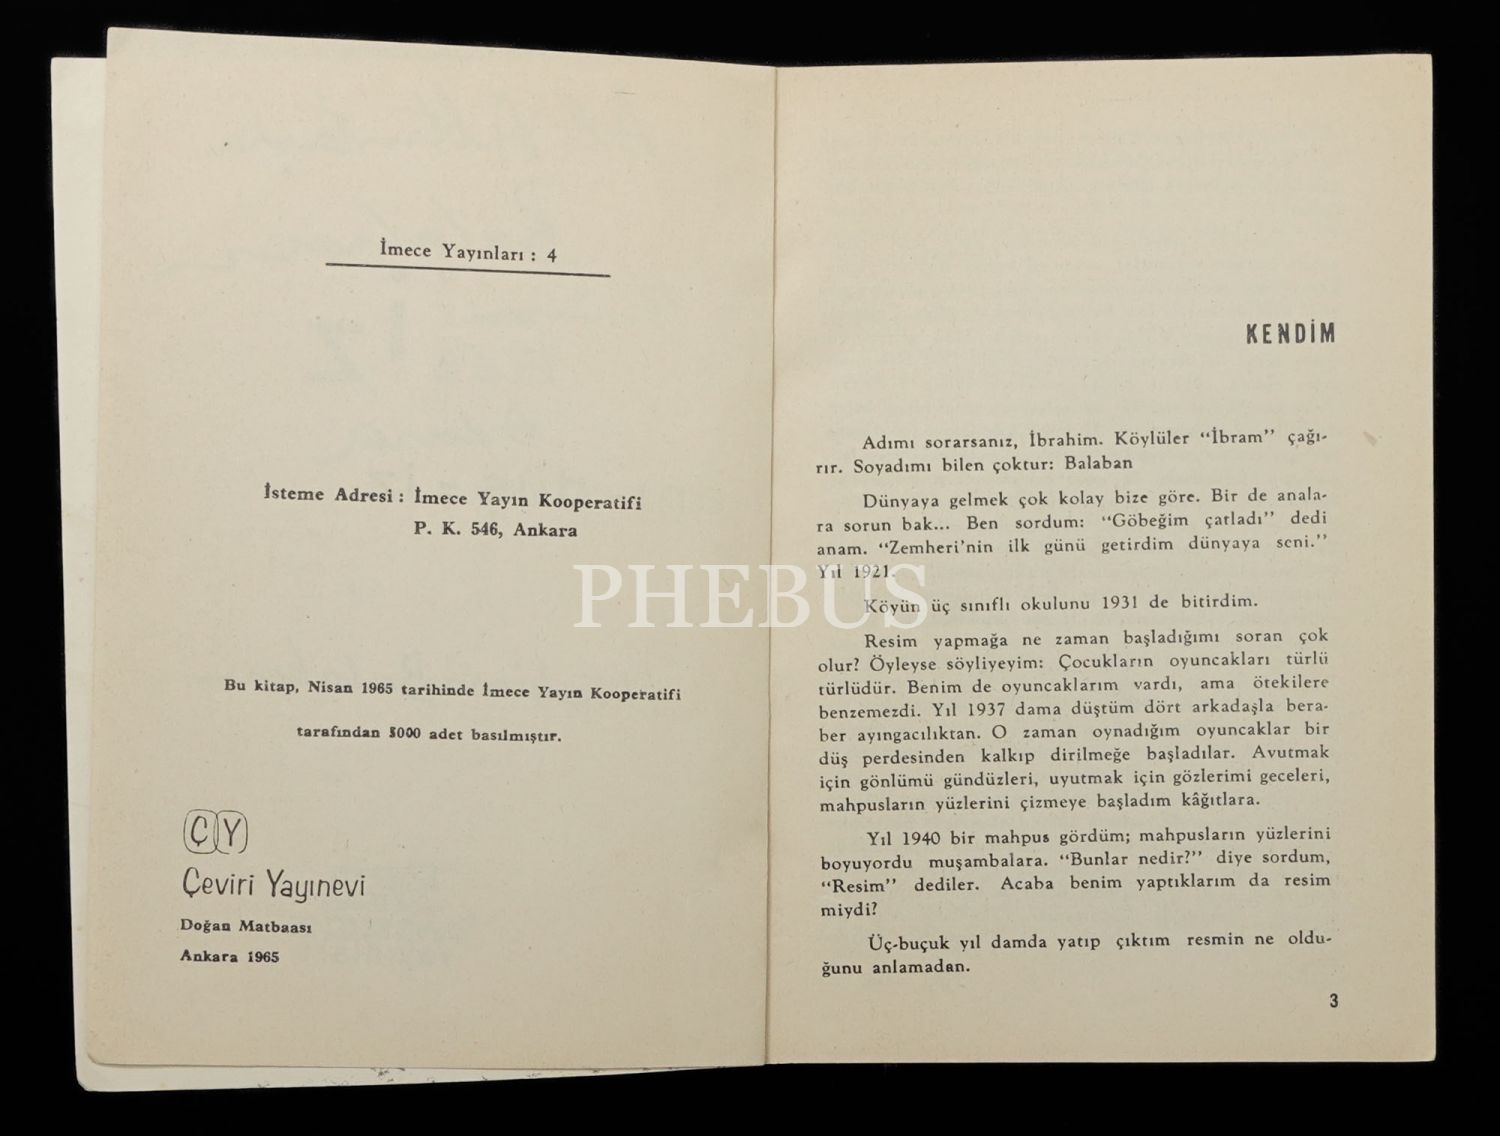 İmece Yayınları : 4
İsteme Adresi : İmece Yayın Kooperatifi
P. K. 546, Ankara
Bu kitap, Nisan 1965 tarihinde İmece Yayın Kooperatifi
tarafından 5000 adet basılmıştır.
ÇY
Çeviri Yayınevi
Doğan Matbaası
Ankara 1965
KENDİM
Adımı sorarsanız, İbrahim. Köylüler “İbram” çağı-
rır. Soyadımı bilen çoktur: Balaban
Dünyaya gelmek çok kolay bize göre. Bir de anala-
ra sorun bak... Ben sordum: “Göbeğim çatladı” dedi
anam. “Zemheri’nin ilk günü getirdim dünyaya seni.”
Yıl 1921.
Köyün üç sınıflı okulunu 1931 de bitirdim.
Resim yapmağa ne zaman başladığımı soran çok
olur? Öyleyse söyliyeyim: Çocukların oyuncakları türlü
türlüdür. Benim de oyuncaklarım vardı, ama ötekilere
benzemezdi. Yıl 1937 dama düştüm dört arkadaşla bera-
ber ayıngacılıktan. O zaman oynadığım oyuncaklar bir
düş perdesinden kalkıp dirilmeğe başladılar. Avutmak
için gönlümü gündüzleri, uyutmak için gözlerimi geceleri,
mahpusların yüzlerini çizmeye başladım kâğıtlara.
Yıl 1940 bir mahpus gördüm; mahpusların yüzlerini
boyuyordu muşambalara. “Bunlar nedir?” diye sordum,
“Resim” dediler. Acaba benim yaptıklarım da resim
miydi?
Üç-buçuk yıl damda yatıp çıktım resmin ne oldu-
ğunu anlamadan.
3
PHEBUS